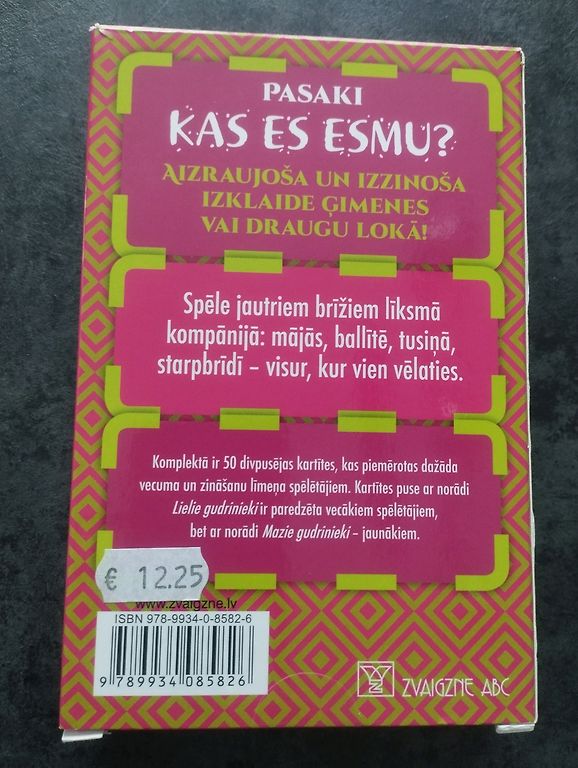 PASAKI
KAS ES ESMU?
AIZRAUJOŠA UN IZZINOŠA
IZKLAIDE ĢIMENES
VAI DRAUGU LOKĀ!
Spēle jautriem brīžiem līksmā
kompānijā: mājās, ballītē, tusiņā,
starpbrīdī – visur, kur vien vēlaties.
Komplektā ir 50 divpusējas kartītes, kas piemērotas dažāda
vecuma un zināšanu līmeņa spēlētājiem. Kartītes puse ar norādi
Lielie gudrinieki ir paredzēta vecākiem spēlētājiem,
bet ar norādi Mazie gudrinieki – jaunākiem.
€ 12.25
www.zvaigzne.lv
ISBN 978-9934-0-8582-6
9 789934 085826
ZVAIGZNE ABC